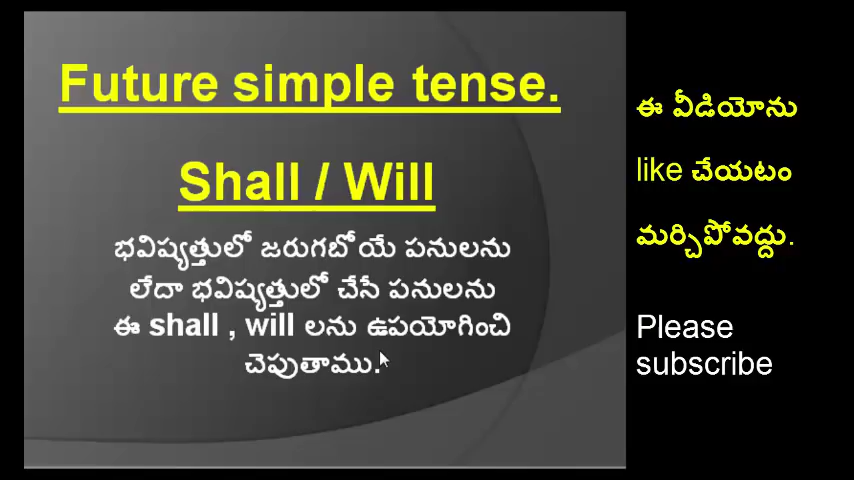 Future simple tense.
Shall / Will
భవిష్యత్తులో జరుగబోయే పనులను
లేదా భవిష్యత్తులో చేసే పనులను
ఈ shall , will లను ఉపయోగించి
చెపుతాము.
ఈ వీడియోను
like చేయటం
మర్చిపోవద్దు.
Please
subscribe